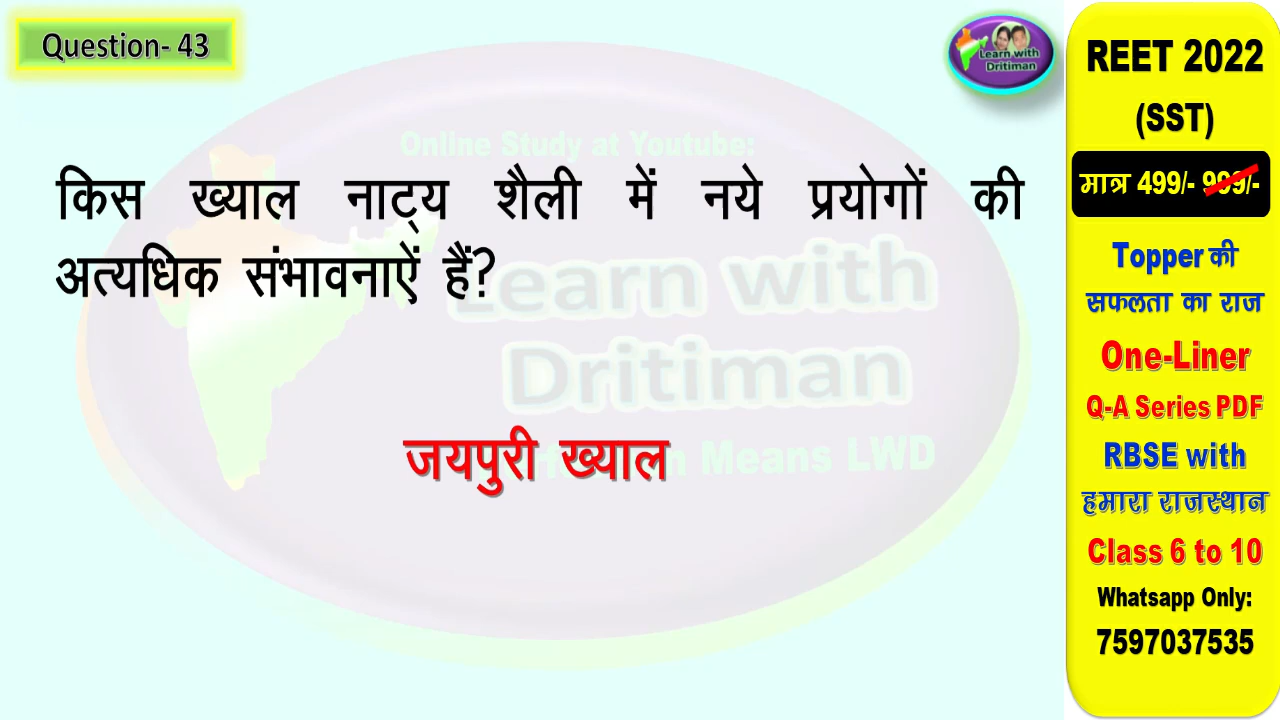 Question- 43
Learn with
Dritiman
Online Study at Youtube:
किस ख्याल नाट्य शैली में नये प्रयोगों की
अत्यधिक संभावनाऐं हैं?
Learn with
Dritiman
जयपुरी ख्याल
Means LWD
REET 2022
(SST)
मात्र 499/- 999/-
Topper की
सफलता का राज
One-Liner
Q-A Series PDF
RBSE with
हमारा राजस्थान
Class 6 to 10
Whatsapp Only:
7597037535